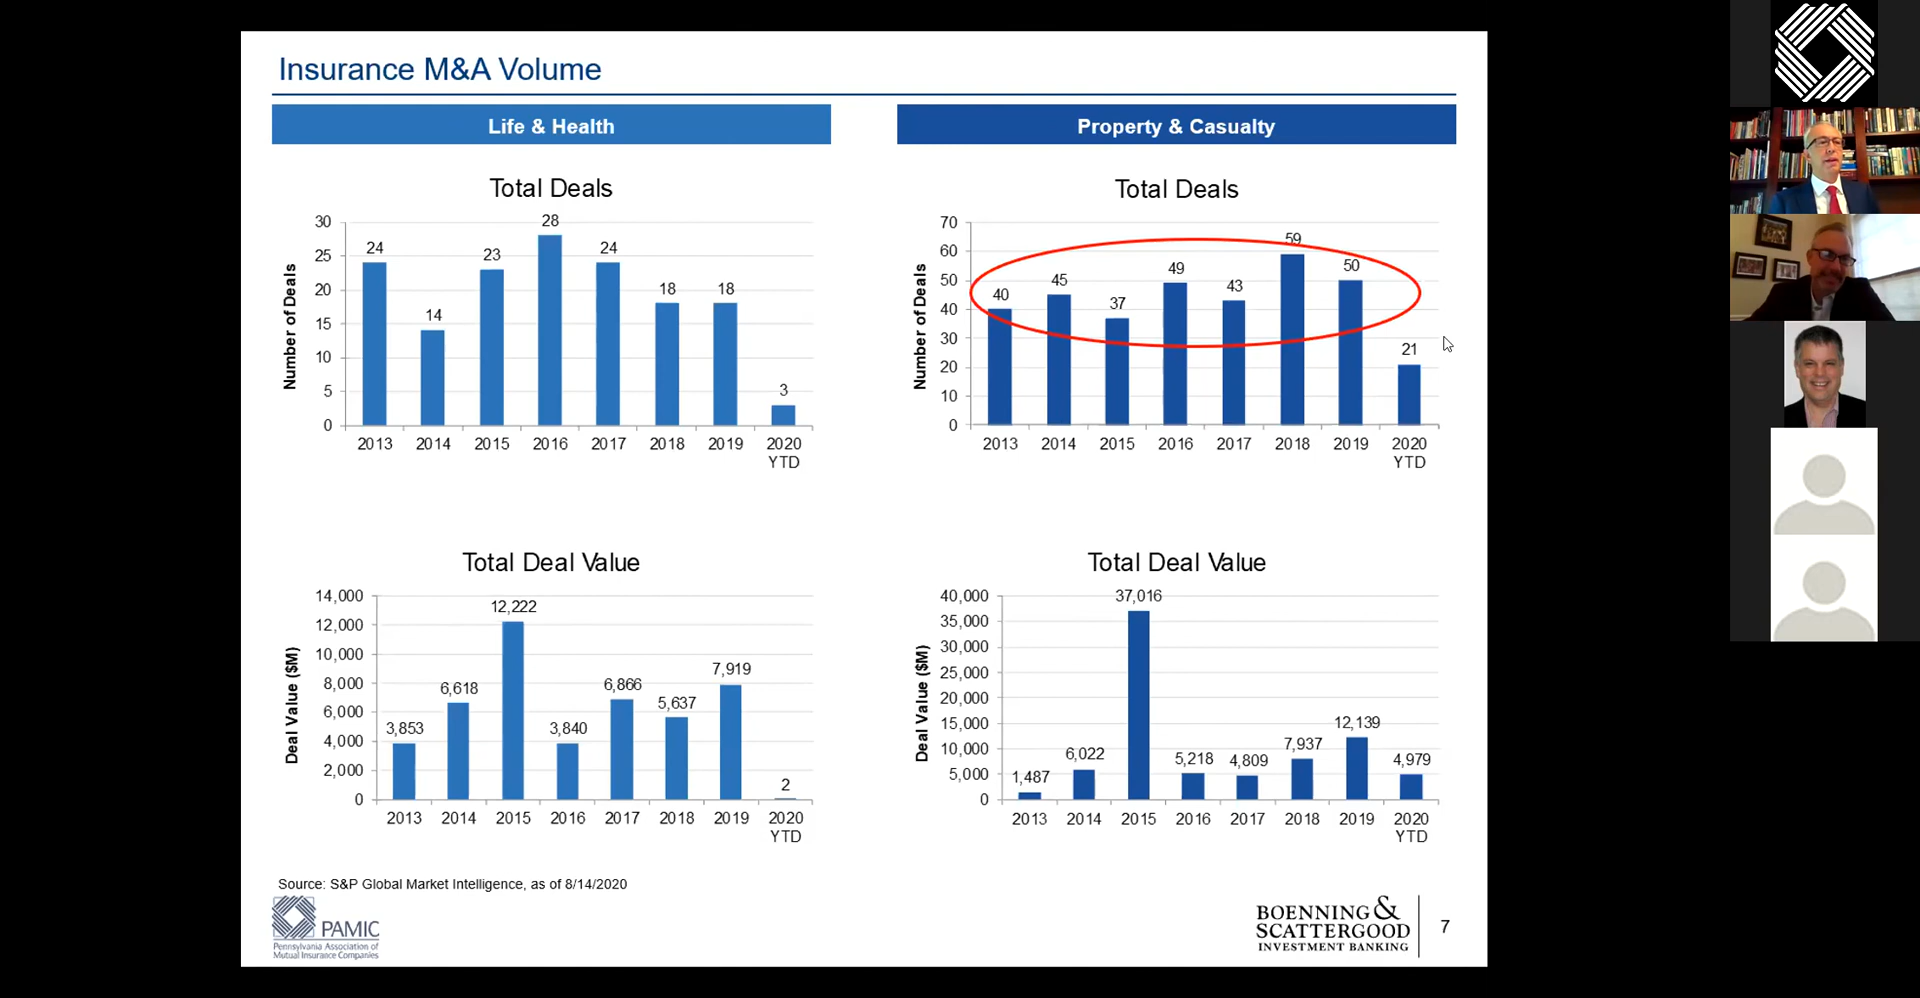 Insurance M&A Volume
Life & Health
Total Deals
Number of Deals
30
25
20
15
10
5
0
24
14
23
28
24
18
18
3
2013 2014 2015 2016 2017 2018 2019 2020
YTD
Property & Casualty
Total Deals
Number of Deals
70
60
50
40
30
20
10
0
40
45
37
49
43
59
50
21
2013 2014 2015 2016 2017 2018 2019 2020
YTD
Total Deal Value
Deal Value ($M)
14,000
12,000
10,000
8,000
6,000
4,000
2,000
0
3,853
6,618
12,222
3,840
6,866
5,637
7,919
2
2013 2014 2015 2016 2017 2018 2019 2020
YTD
Total Deal Value
Deal Value ($M)
40,000
35,000
30,000
25,000
20,000
15,000
10,000
5,000
0
1,487
6,022
37,016
5,218
4,809
7,937
12,139
4,979
2013 2014 2015 2016 2017 2018 2019 2020
YTD
Source: S&P Global Market Intelligence, as of 8/14/2020
PAMIC
Pennsylvania Association of
Mutual Insurance Companies
BOENNING &
SCATTERGOOD
INVESTMENT BANKING
7